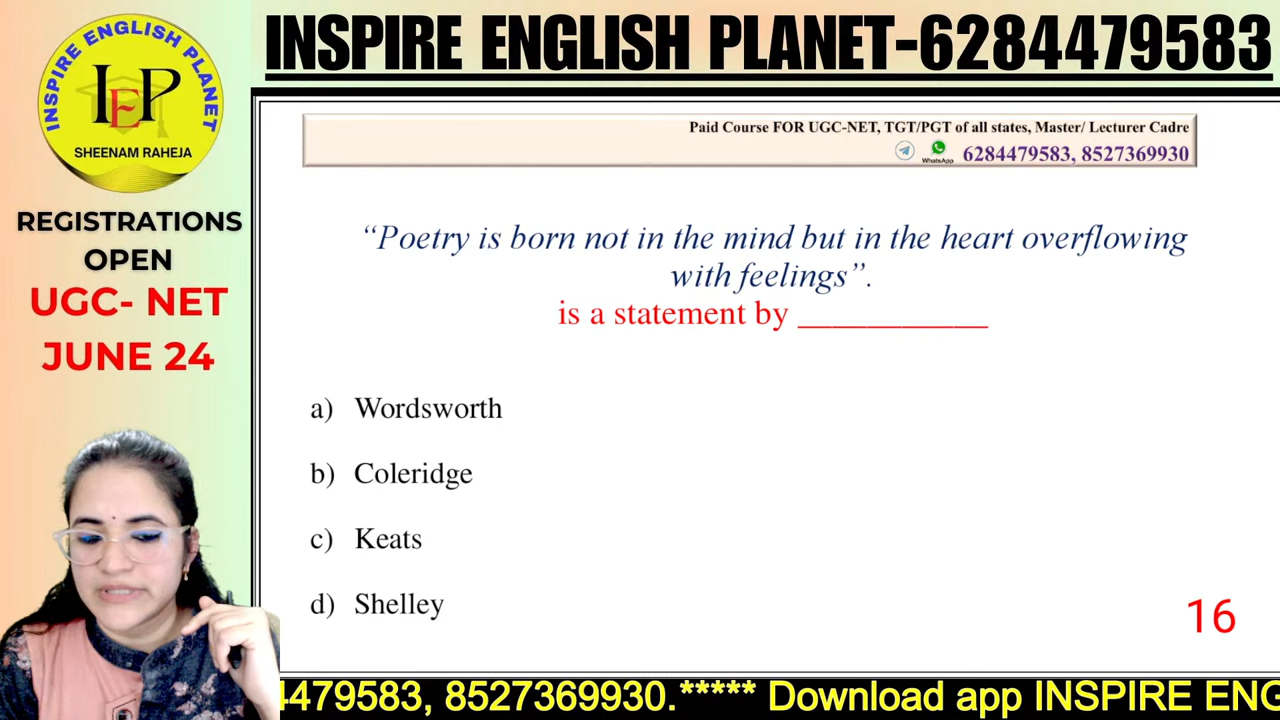 INSPIRE ENGLISH PLANET-6284479583
INSPIRE ENGLISH PLANET
IEP
SHEENAM RAHEJA
REGISTRATIONS
OPEN
UGC- NET
JUNE 24
Paid Course FOR UGC-NET, TGT/PGT of all states, Master/ Lecturer Cadre
WhatsApp 6284479583, 8527369930
“Poetry is born not in the mind but in the heart overflowing
with feelings”.
is a statement by ____________
a) Wordsworth
b) Coleridge
c) Keats
d) Shelley
16
4479583, 8527369930.***** Download app INSPIRE ENG